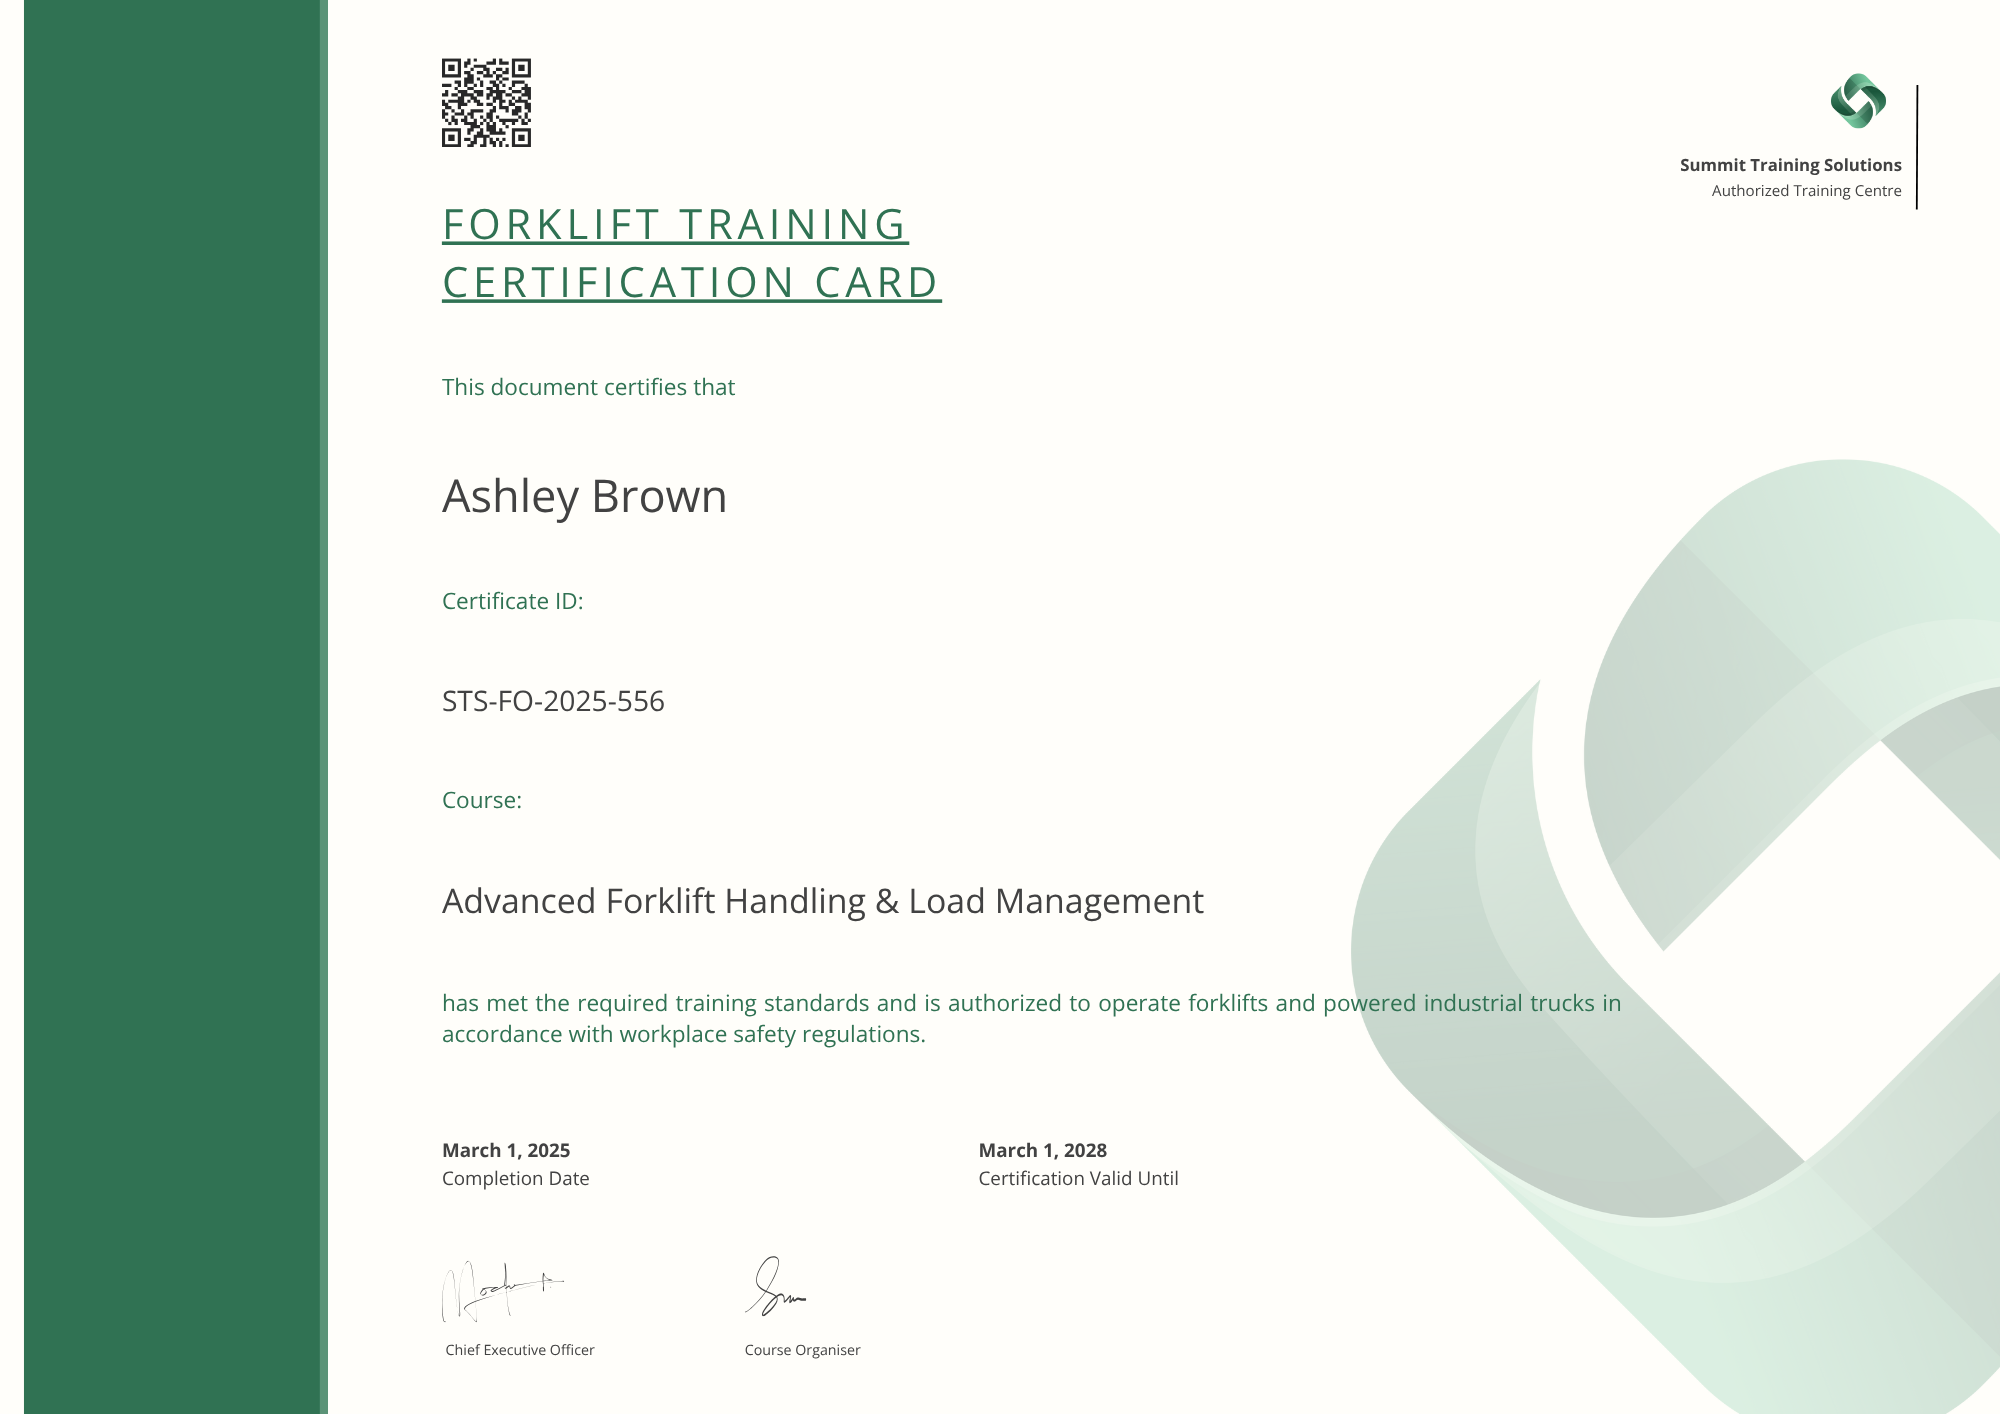 Summit Training Solutions
Authorized Training Centre
FORKLIFT TRAINING
CERTIFICATION CARD
This document certifies that
Ashley Brown
Certificate ID:
STS-FO-2025-556
Course:
Advanced Forklift Handling & Load Management
has met the required training standards and is authorized to operate forklifts and powered industrial trucks in
accordance with workplace safety regulations.
March 1, 2025
Completion Date
March 1, 2028
Certification Valid Until
Chief Executive Officer
Course Organiser